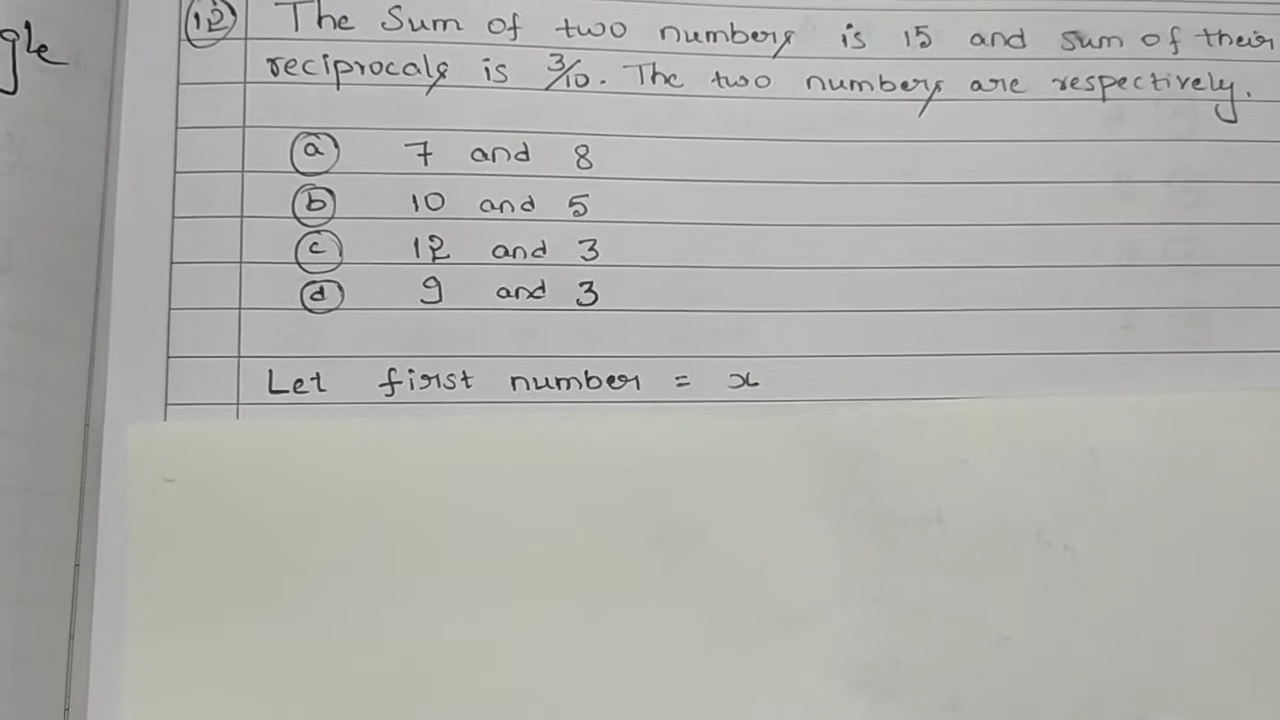 gle
(12) The Sum of two numbers is 15 and sum of their
reciprocals is 3/10. The two numbers are respectively.
(a) 7 and 8
(b) 10 and 5
(c) 12 and 3
(d) 9 and 3
Let first number = x